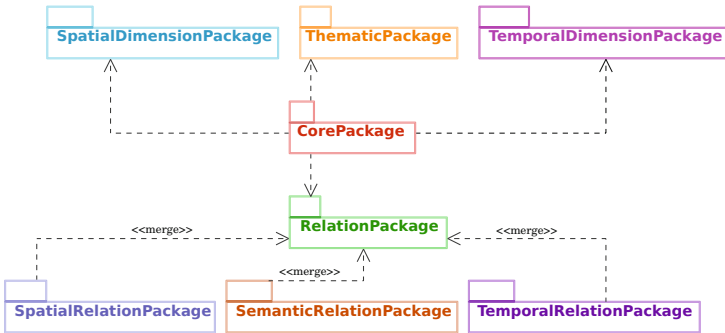 SpatialDimensionPackage
ThematicPackage
TemporalDimensionPackage
CorePackage
RelationPackage
<<merge>>
<<merge>>
<<merge>>
SpatialRelationPackage
SemanticRelationPackage
TemporalRelationPackage